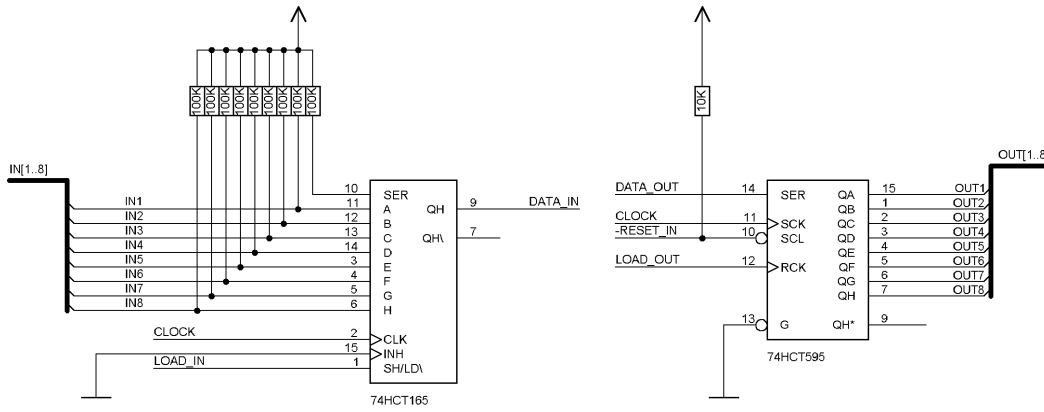 100K 100K 100K 100K 100K 100K 100K 100K 100K
10K
IN[1..8]
IN1
IN2
IN3
IN4
IN5
IN6
IN7
IN8
CLOCK
LOAD_IN
10
11
12
13
14
3
4
5
6
2
15
1
SER
A
B
C
D
E
F
G
H
CLK
INH
SH/LD\
QH
QH\
9
7
DATA_IN
74HCT165
DATA_OUT
CLOCK
-RESET_IN
LOAD_OUT
14
11
10
12
13
SER
SCK
SCL
RCK
G
QA
QB
QC
QD
QE
QF
QG
QH
QH*
15
1
2
3
4
5
6
7
9
OUT1
OUT2
OUT3
OUT4
OUT5
OUT6
OUT7
OUT8
OUT[1..8
74HCT595